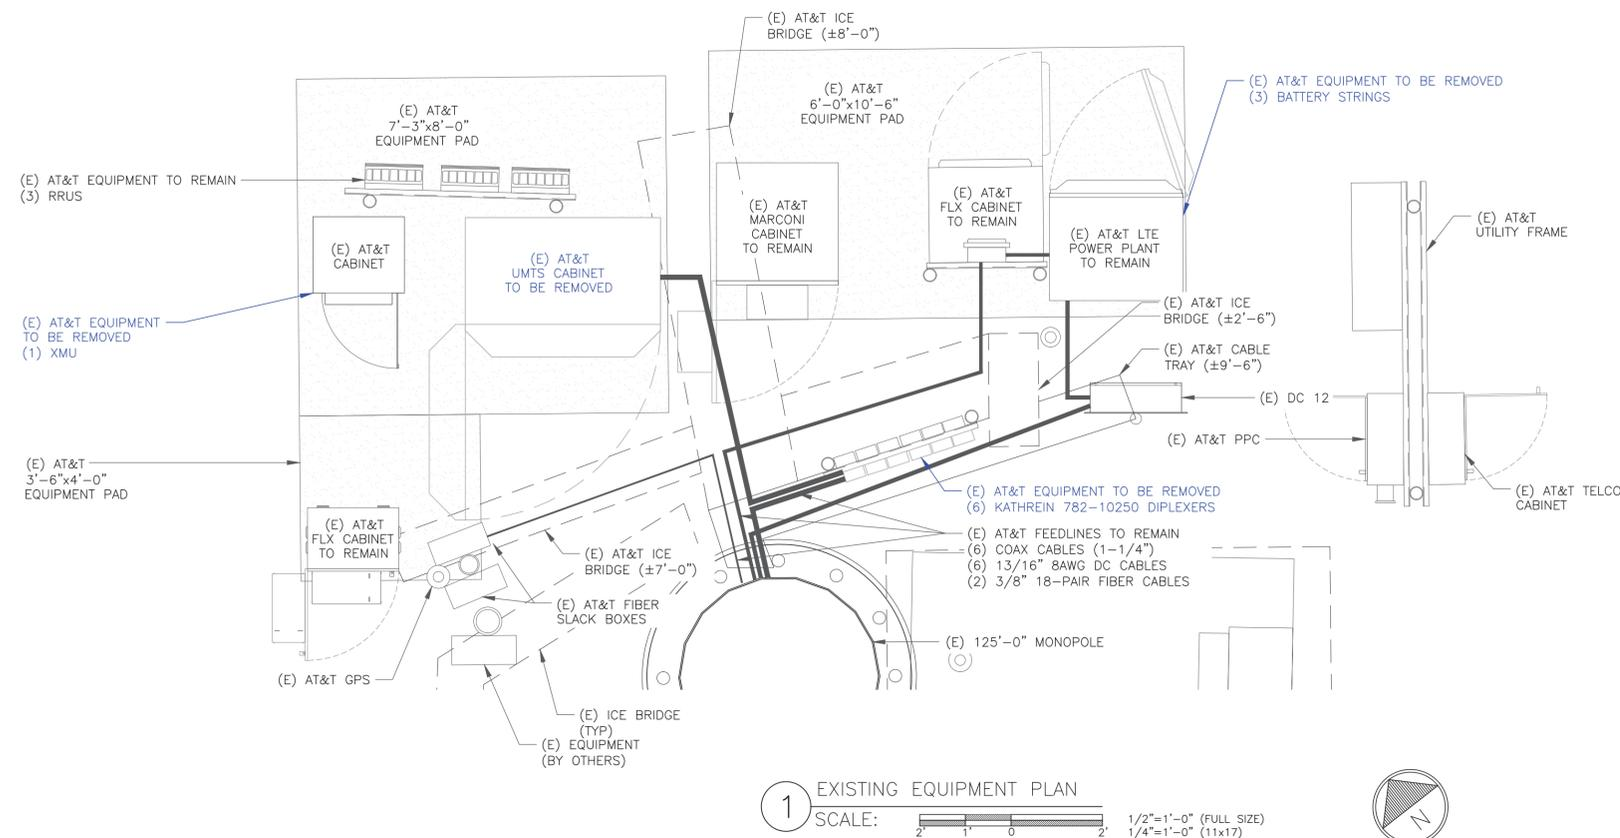 (E) AT&T ICE
BRIDGE (±8'-0")
(E) AT&T
7'-3"x8'-0"
EQUIPMENT PAD
(E) AT&T
6'-0"x10'-6"
EQUIPMENT PAD
(E) AT&T EQUIPMENT TO BE REMOVED
(3) BATTERY STRINGS
(E) AT&T EQUIPMENT TO REMAIN
(3) RRUS
(E) AT&T
CABINET
(E) AT&T
UMTS CABINET
TO BE REMOVED
(E) AT&T
MARCONI
CABINET
TO REMAIN
(E) AT&T
FLX CABINET
TO REMAIN
(E) AT&T LTE
POWER PLANT
TO REMAIN
(E) AT&T
UTILITY FRAME
(E) AT&T EQUIPMENT
TO BE REMOVED
(1) XMU
(E) AT&T ICE
BRIDGE (±2'-6")
(E) AT&T CABLE
TRAY (±9'-6")
(E) DC 12
(E) AT&T PPC
(E) AT&T
3'-6"x4'-0"
EQUIPMENT PAD
(E) AT&T EQUIPMENT TO BE REMOVED
(6) KATHREIN 782-10250 DIPLEXERS
(E) AT&T TELCO
CABINET
(E) AT&T
FLX CABINET
TO REMAIN
(E) AT&T ICE
BRIDGE (±7'-0")
(E) AT&T FEEDLINES TO REMAIN
(6) COAX CABLES (1-1/4")
(6) 13/16" 8AWG DC CABLES
(2) 3/8" 18-PAIR FIBER CABLES
(E) AT&T FIBER
SLACK BOXES
(E) 125'-0" MONOPOLE
(E) AT&T GPS
(E) ICE BRIDGE
(TYP)
(E) EQUIPMENT
(BY OTHERS)
1
EXISTING EQUIPMENT PLAN
SCALE:
2' 1' 0 2'
1/2"=1'-0" (FULL SIZE)
1/4"=1'-0" (11x17)
N